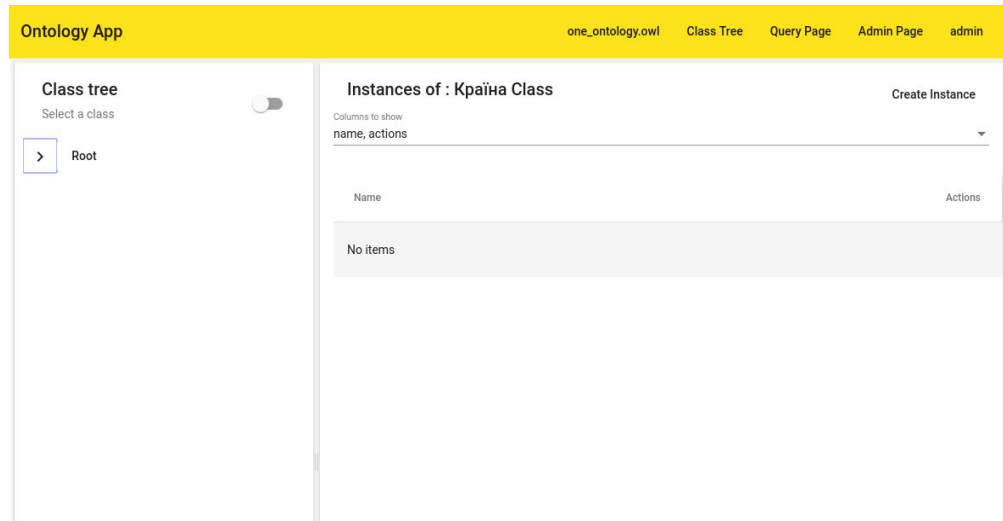 Ontology App
one_ontology.owl Class Tree Query Page Admin Page admin
Class tree
Select a class
Root
Instances of : Країна Class
Create Instance
Columns to show
name, actions
Name Actions
No items